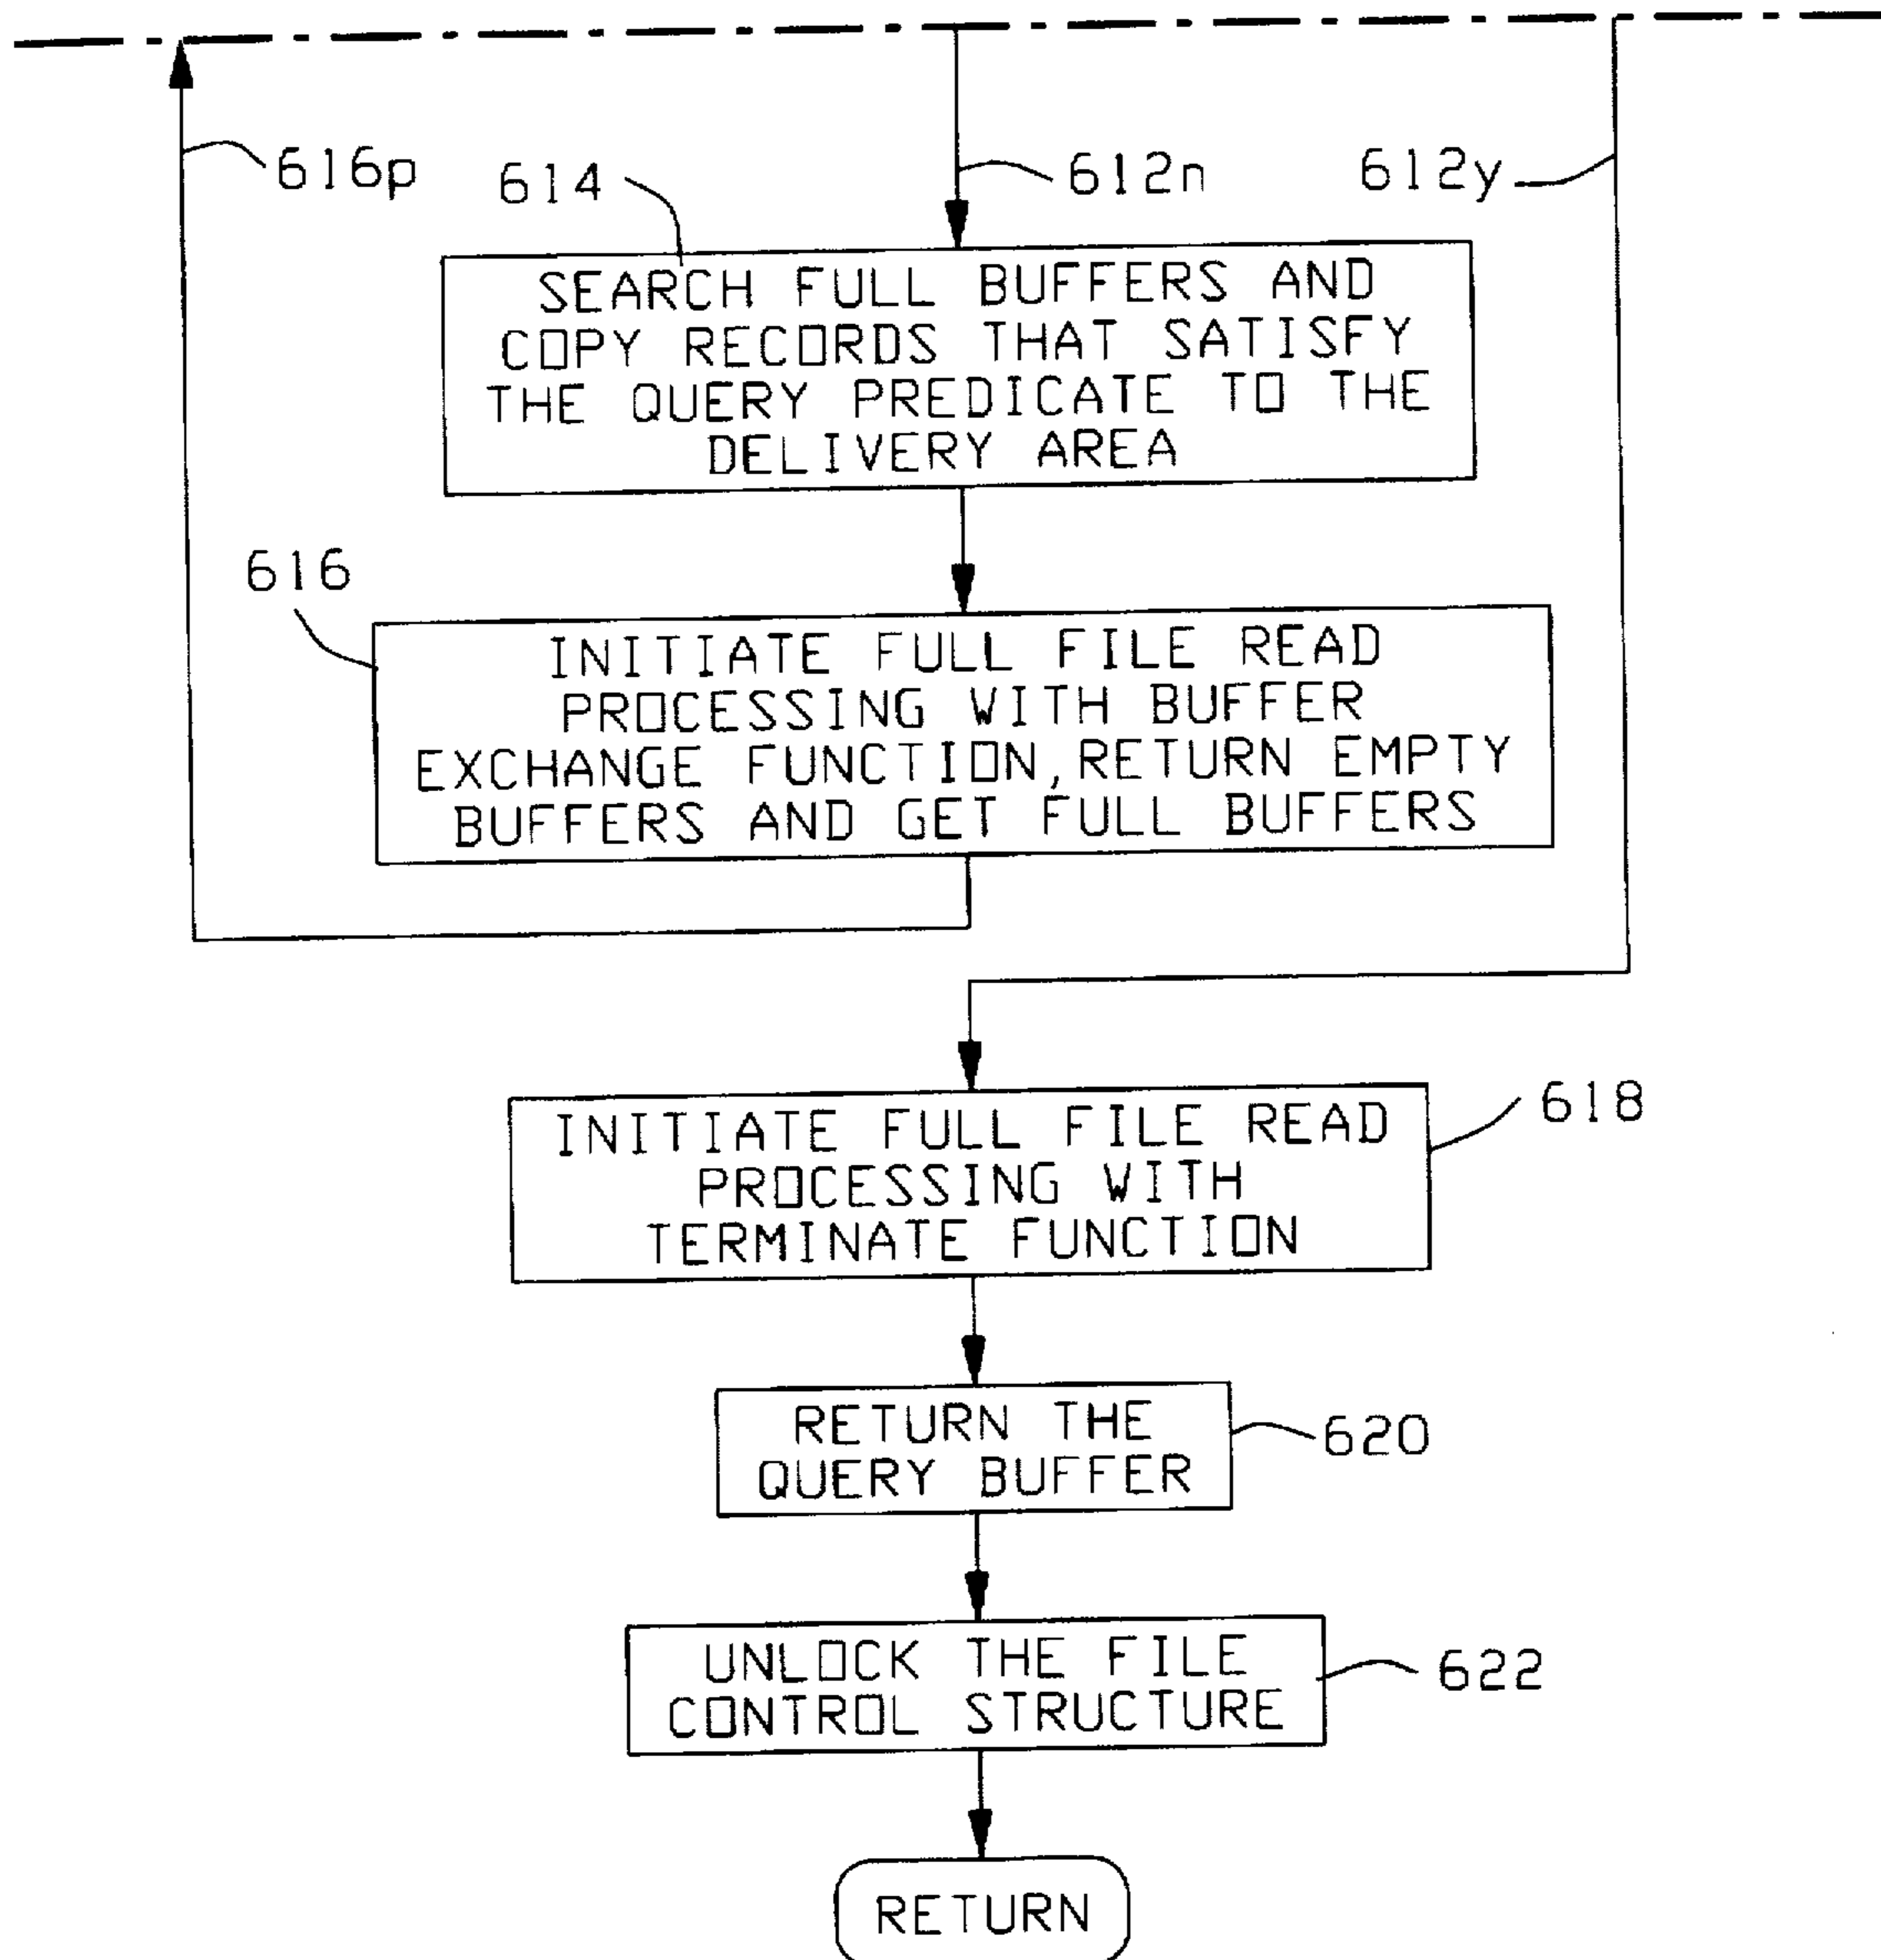 616p
614
612n
612y
SEARCH FULL BUFFERS AND
COPY RECORDS THAT SATISFY
THE QUERY PREDICATE TO THE
DELIVERY AREA
616
INITIATE FULL FILE READ
PROCESSING WITH BUFFER
EXCHANGE FUNCTION, RETURN EMPTY
BUFFERS AND GET FULL BUFFERS
INITIATE FULL FILE READ
PROCESSING WITH
TERMINATE FUNCTION
618
RETURN THE
QUERY BUFFER
620
UNLOCK THE FILE
CONTROL STRUCTURE
622
RETURN